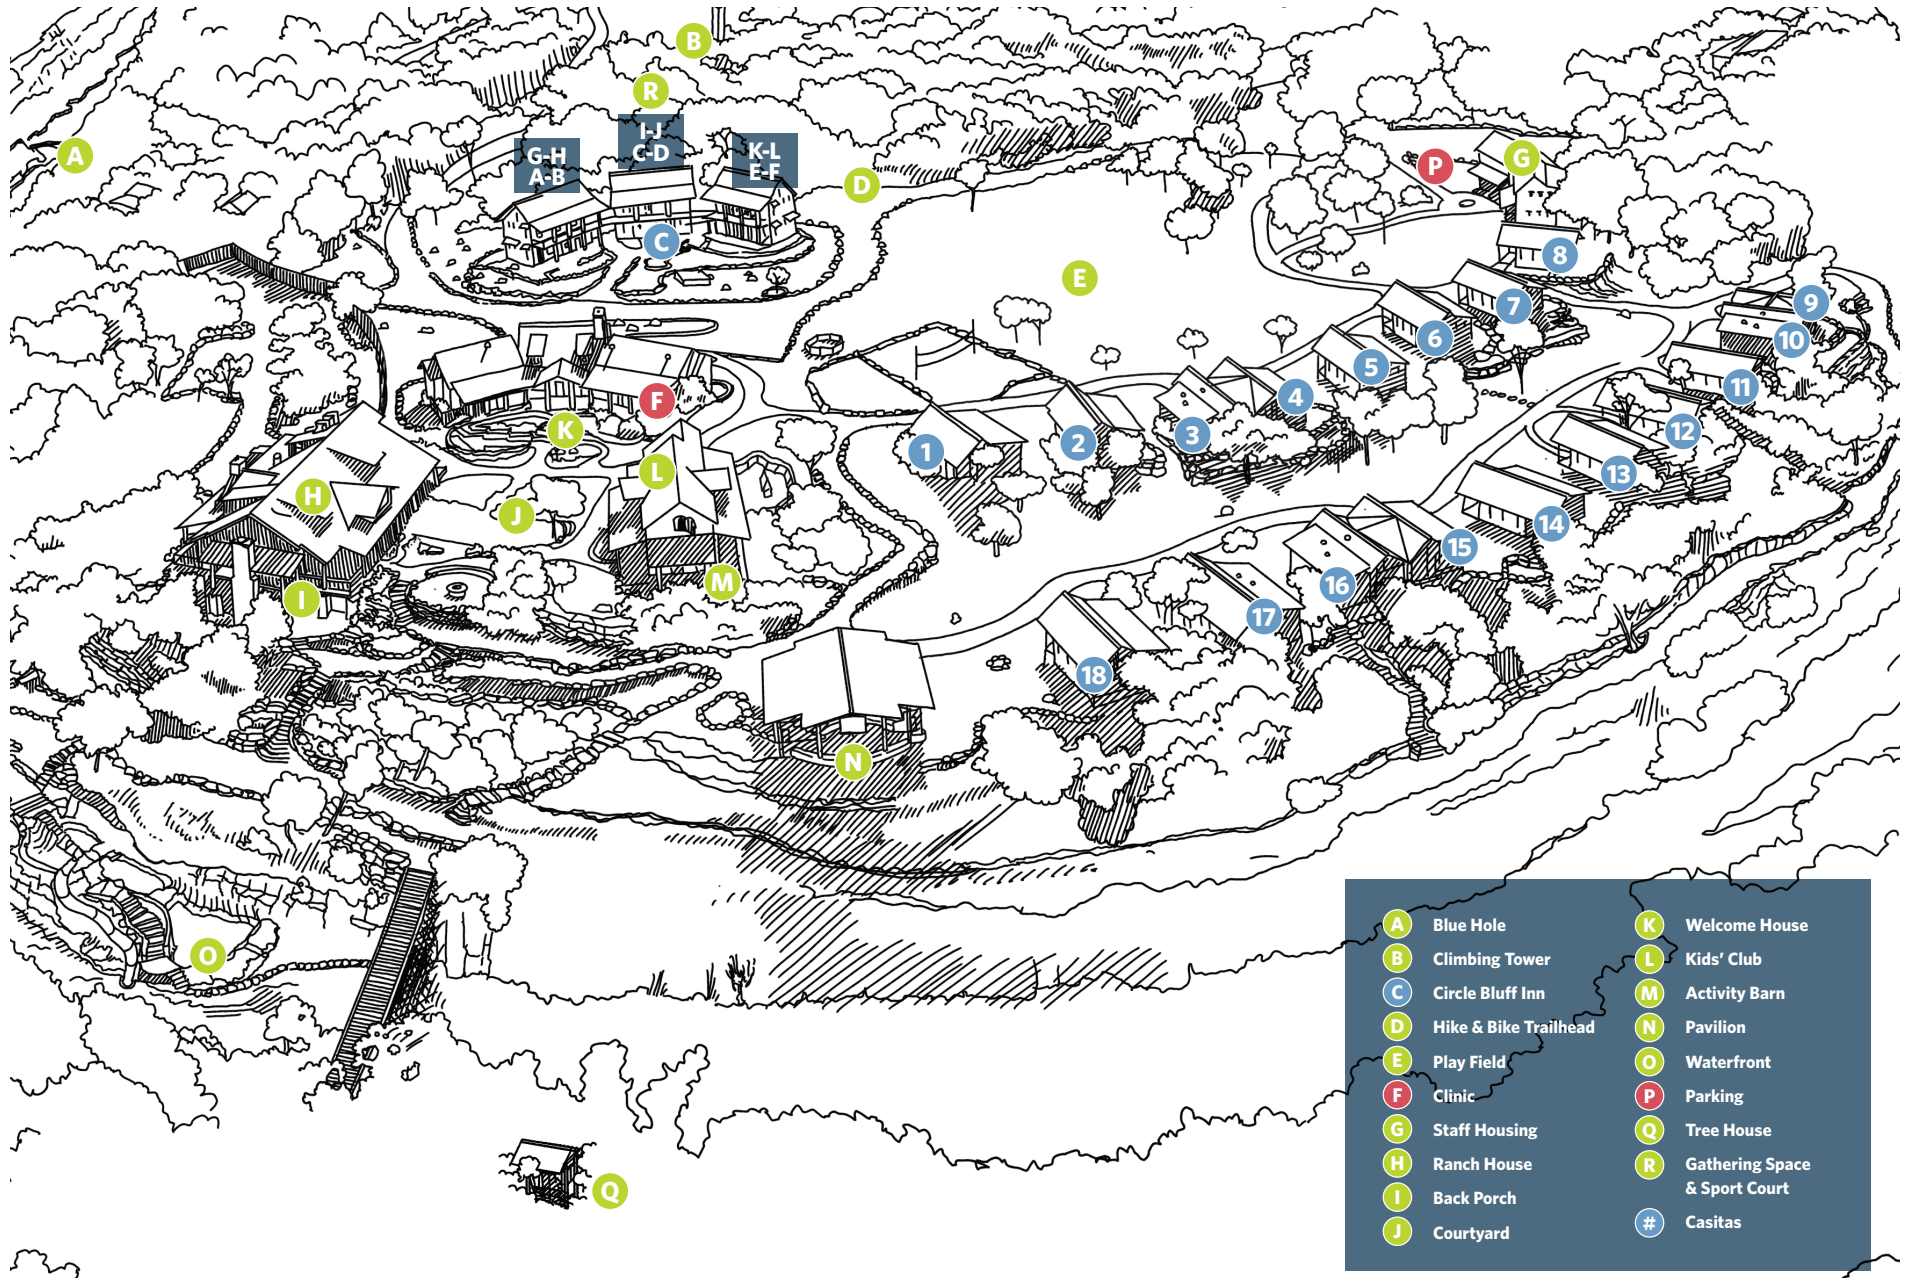 B
R
I-J
C-D
G-H
A-B
K-L
E-F
A
D
P
G
C
8
E
7
9
6
10
5
11
4
F
K
12
3
2
1
L
13
H
J
14
15
M
16
I
17
18
N
O
Q
A Blue Hole
B Climbing Tower
C Circle Bluff Inn
D Hike & Bike Trailhead
E Play Field
F Clinic
G Staff Housing
H Ranch House
I Back Porch
J Courtyard
K Welcome House
L Kids' Club
M Activity Barn
N Pavilion
O Waterfront
P Parking
Q Tree House
R Gathering Space
& Sport Court
# Casitas